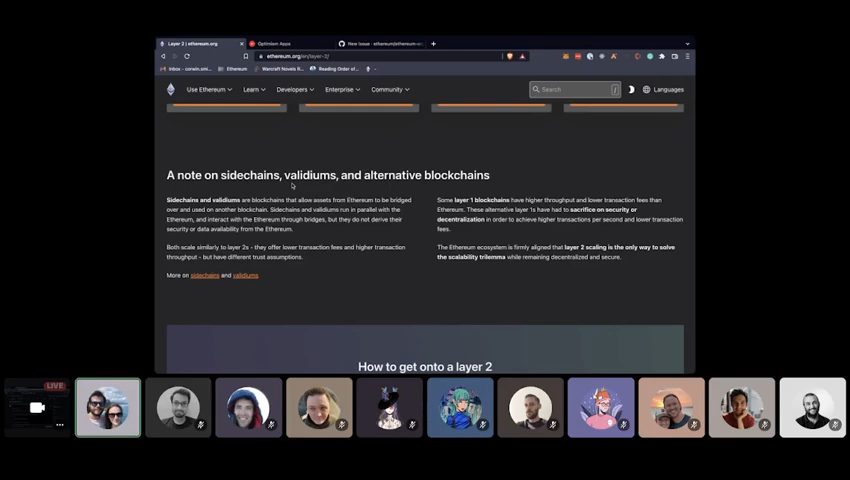 Layer 2 | ethereum.org
Optimism Apps
New Issue · ethereum/ethereum-
ethereum.org/en/layer-2/
Ethereum
Warcraft Novels R...
Reading Order of...
Use Ethereum
Learn
Developers
Enterprise
Community
Search
/
Languages
A note on sidechains, validiums, and alternative blockchains
Sidechains and validiums are blockchains that allow assets from Ethereum to be bridged
over and used on another blockchain. Sidechains and validiums run in parallel with the
Ethereum, and interact with the Ethereum through bridges, but they do not derive their
security or data availability from the Ethereum.
Both scale similarly to layer 2s - they offer lower transaction fees and higher transaction
throughput - but have different trust assumptions.
More on sidechains and validiums
Some layer 1 blockchains have higher throughput and lower transaction fees than
Ethereum. These alternative layer 1s have had to sacrifice on security or
decentralization in order to achieve higher transactions per second and lower transaction
fees.
The Ethereum ecosystem is firmly aligned that layer 2 scaling is the only way to solve
the scalability trilemma while remaining decentralized and secure.
How to get onto a layer 2
LIVE